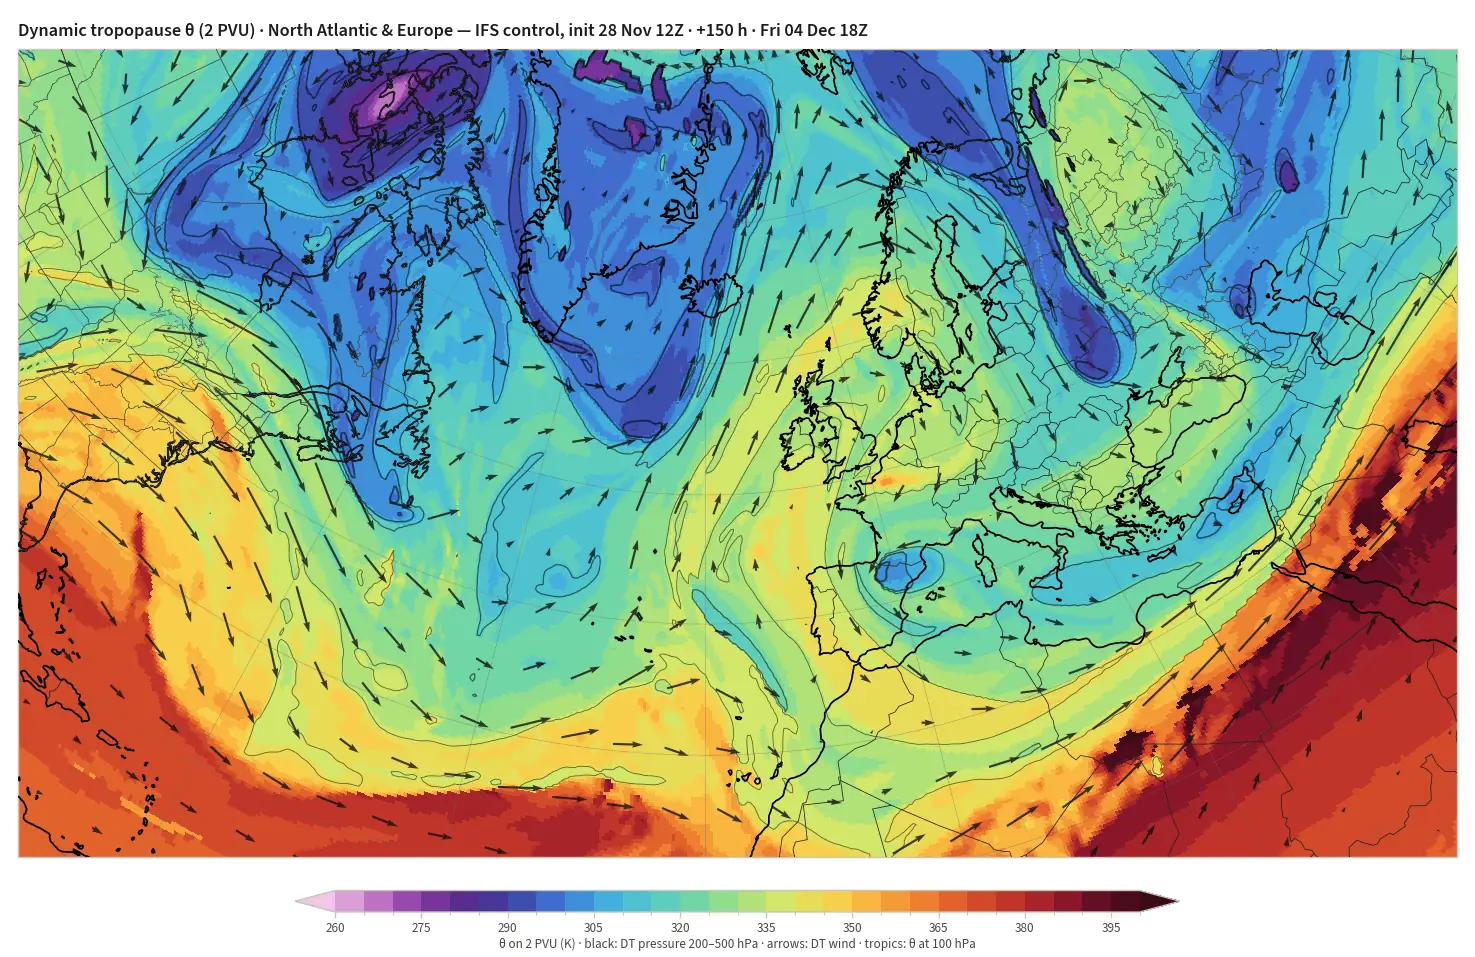 Dynamic tropopause θ (2 PVU) · North Atlantic & Europe — IFS control, init 28 Nov 12Z · +150 h · Fri 04 Dec 18Z
260 275 290 305 320 335 350 365 380 395
θ on 2 PVU (K) · black: DT pressure 200–500 hPa · arrows: DT wind · tropics: θ at 100 hPa